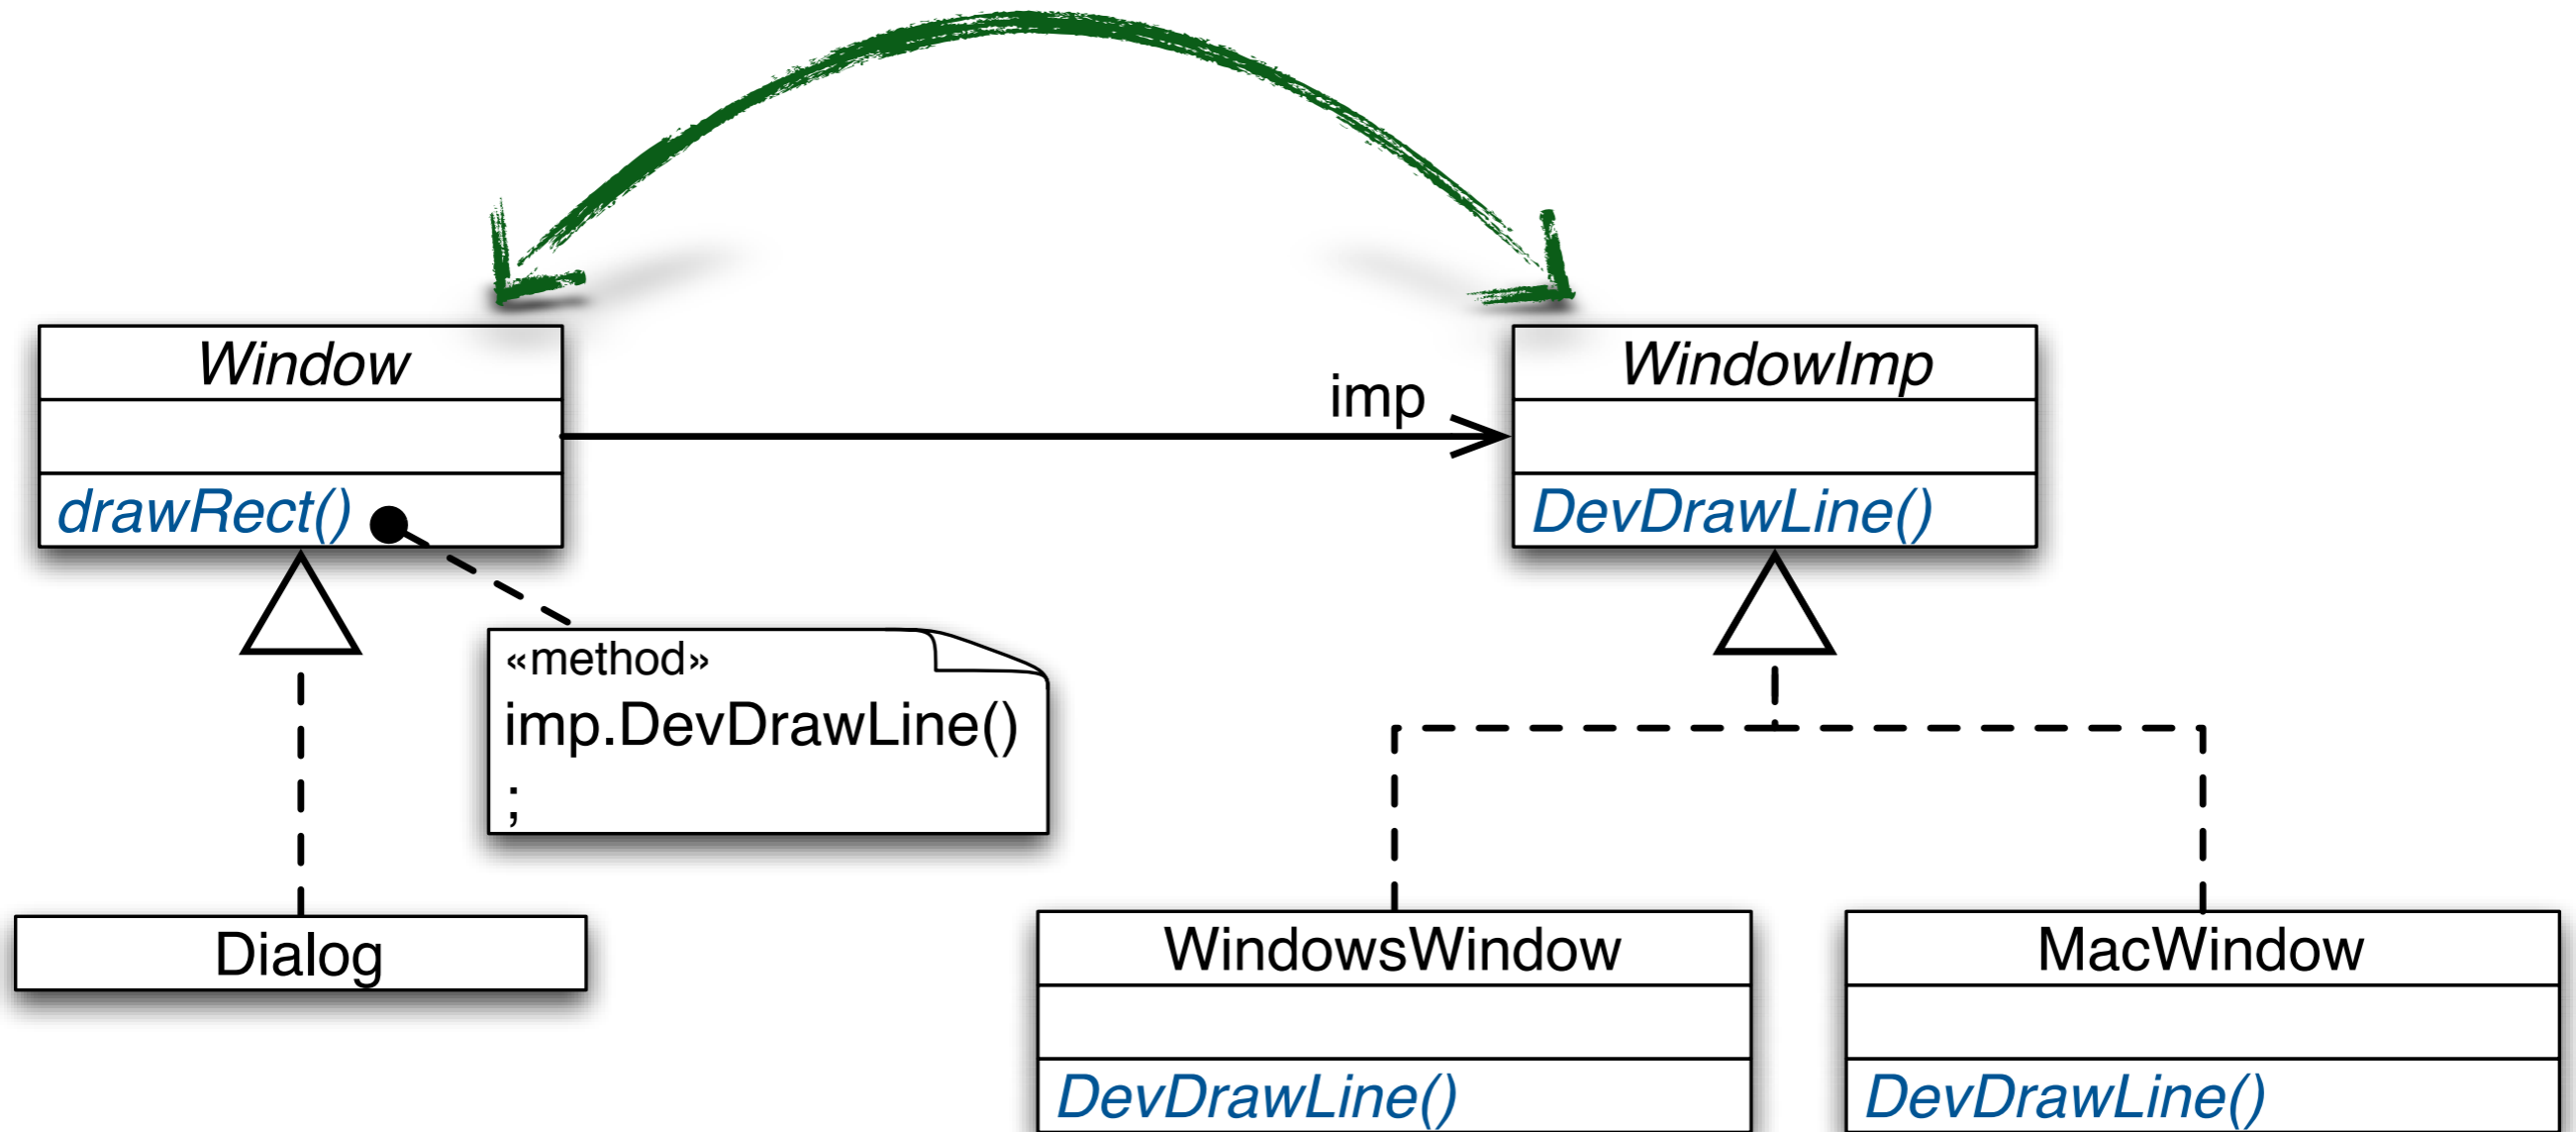 Window
drawRect()
imp
WindowImp
DevDrawLine()
«method»
imp.DevDrawLine()
;
Dialog
WindowsWindow
DevDrawLine()
MacWindow
DevDrawLine()